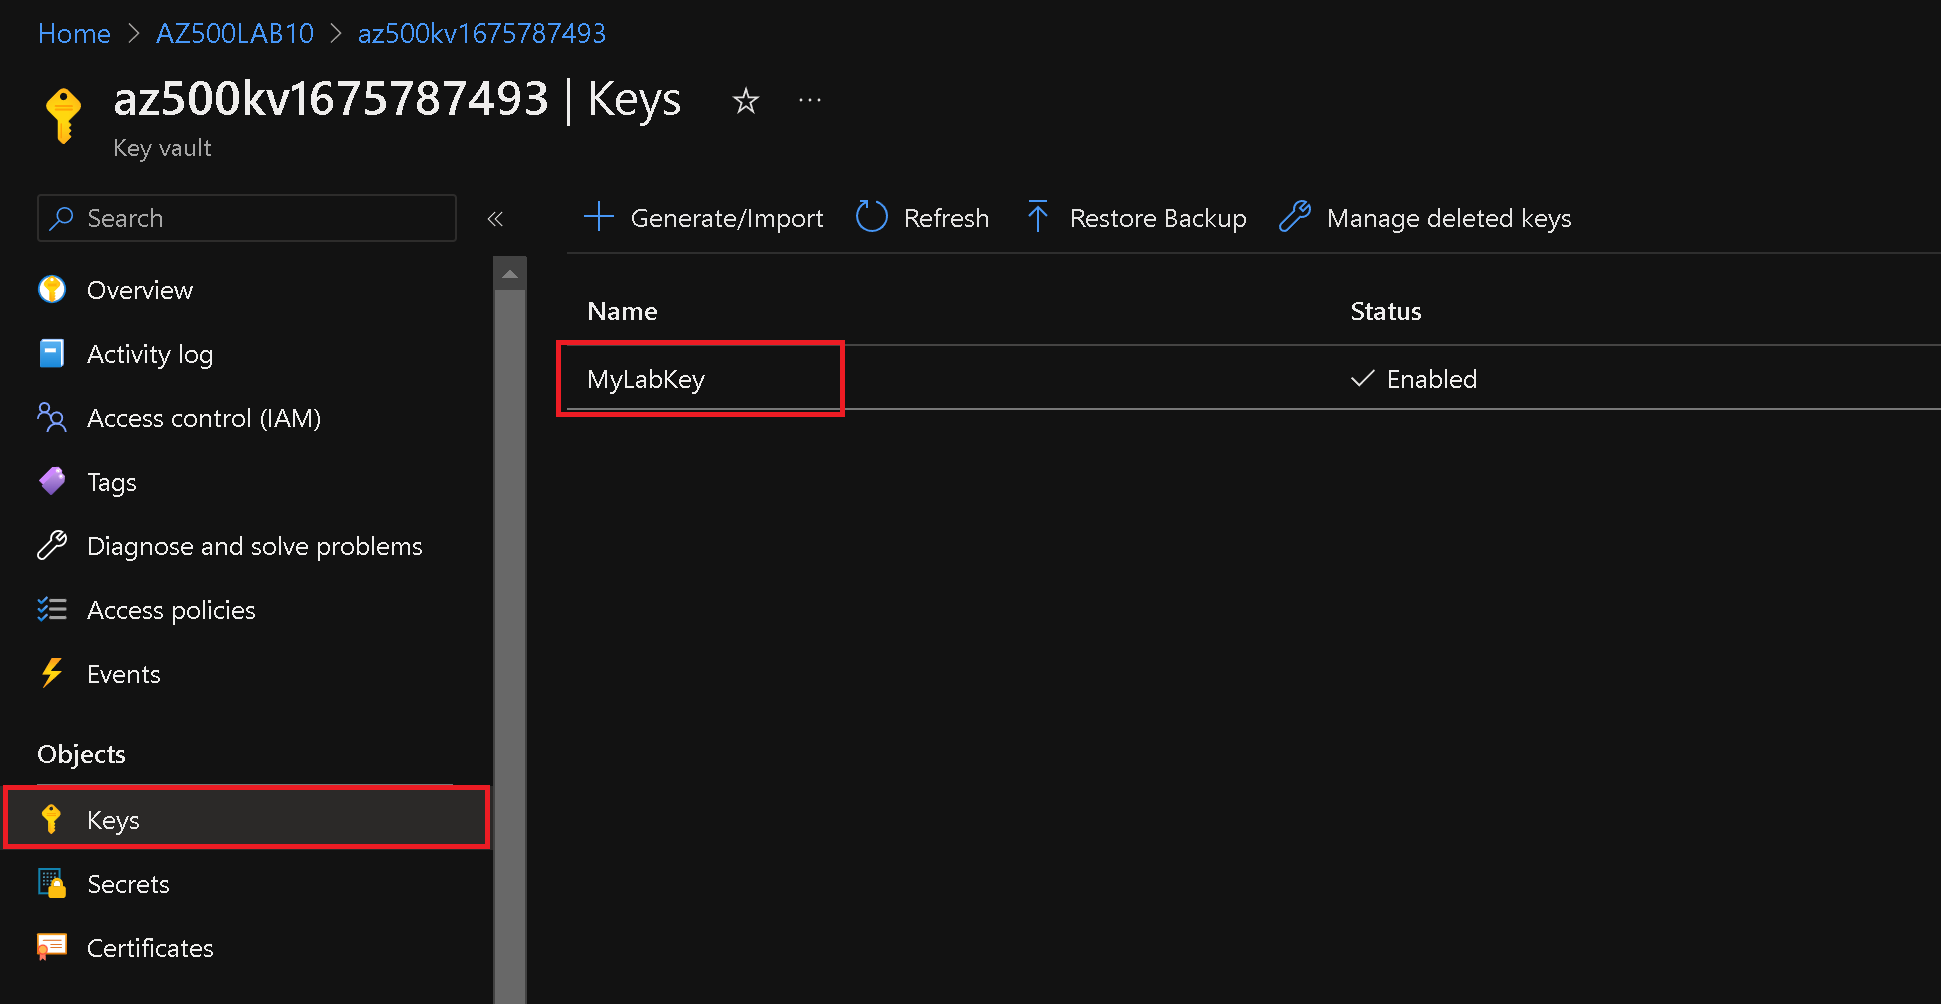 Home > AZ500LAB10 > az500kv1675787493
az500kv1675787493 | Keys ☆ ···
Key vault
Search «
Generate/Import Refresh Restore Backup Manage deleted keys
Overview
Activity log
Access control (IAM)
Tags
Diagnose and solve problems
Access policies
Events
Objects
Keys
Secrets
Certificates
Name Status
MyLabKey Enabled